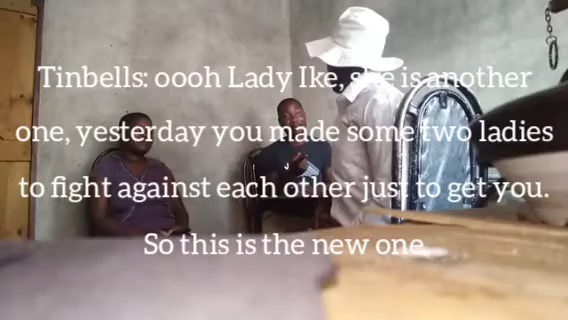 Tinbells: oooh Lady Ike, she is another
one, yesterday you made some two ladies
to fight against each other just to get you.
So this is the new one.